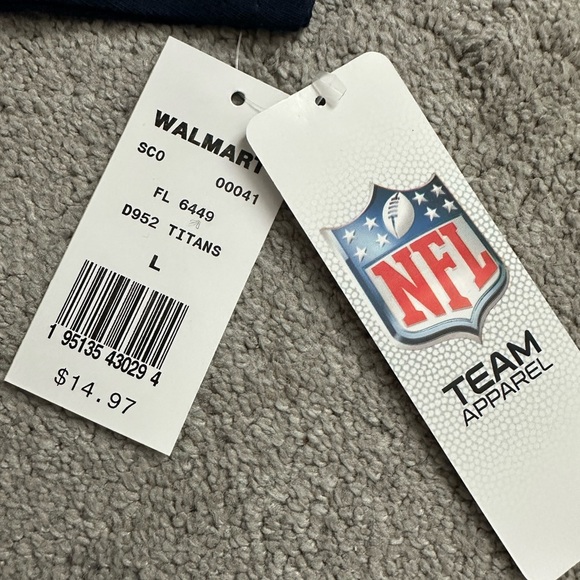 WALMART
SCO 00041
FL 6449
D952 TITANS
L
1 95135 43029 4
$14.97
NFL
TEAM
APPAREL